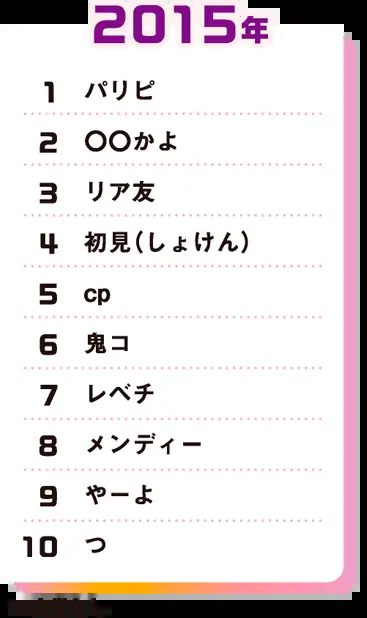 2015年
1 パリピ
2 〇〇かよ
3 リア友
4 初見(しょけん)
5 cp
6 鬼コ
7 レベチ
8 メンディー
9 やーよ
10 つ